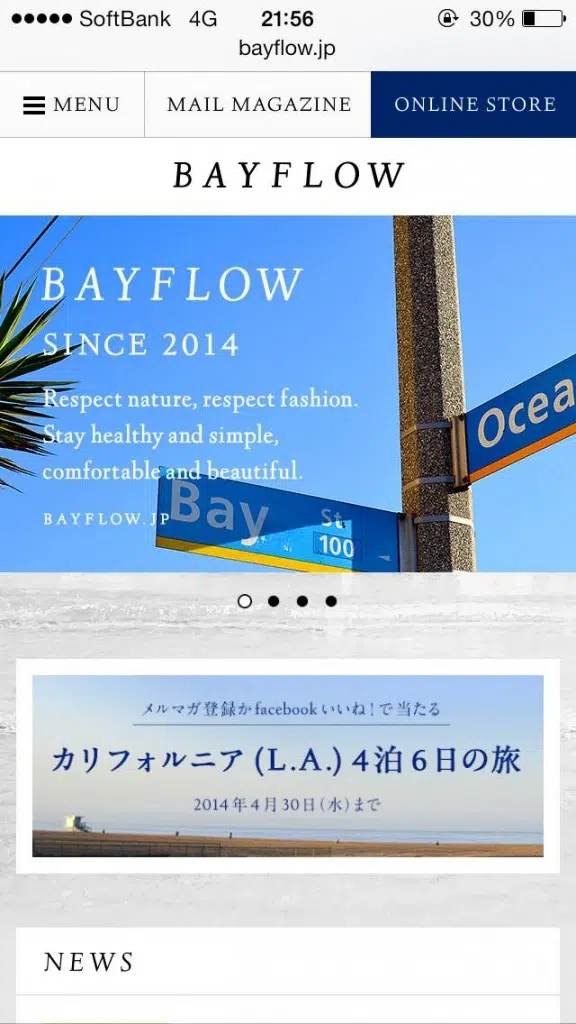 SoftBank 4G 21:56 30%
bayflow.jp
MENU MAIL MAGAZINE ONLINE STORE
BAYFLOW
BAYFLOW
SINCE 2014
Respect nature, respect fashion.
Stay healthy and simple,
comfortable and beautiful.
BAYFLOW.JP
Ocea
Bay St.
100
メルマガ登録かfacebookいいね!で当たる
カリフォルニア (L.A.) 4泊6日の旅
2014年4月30日(水)まで
NEWS